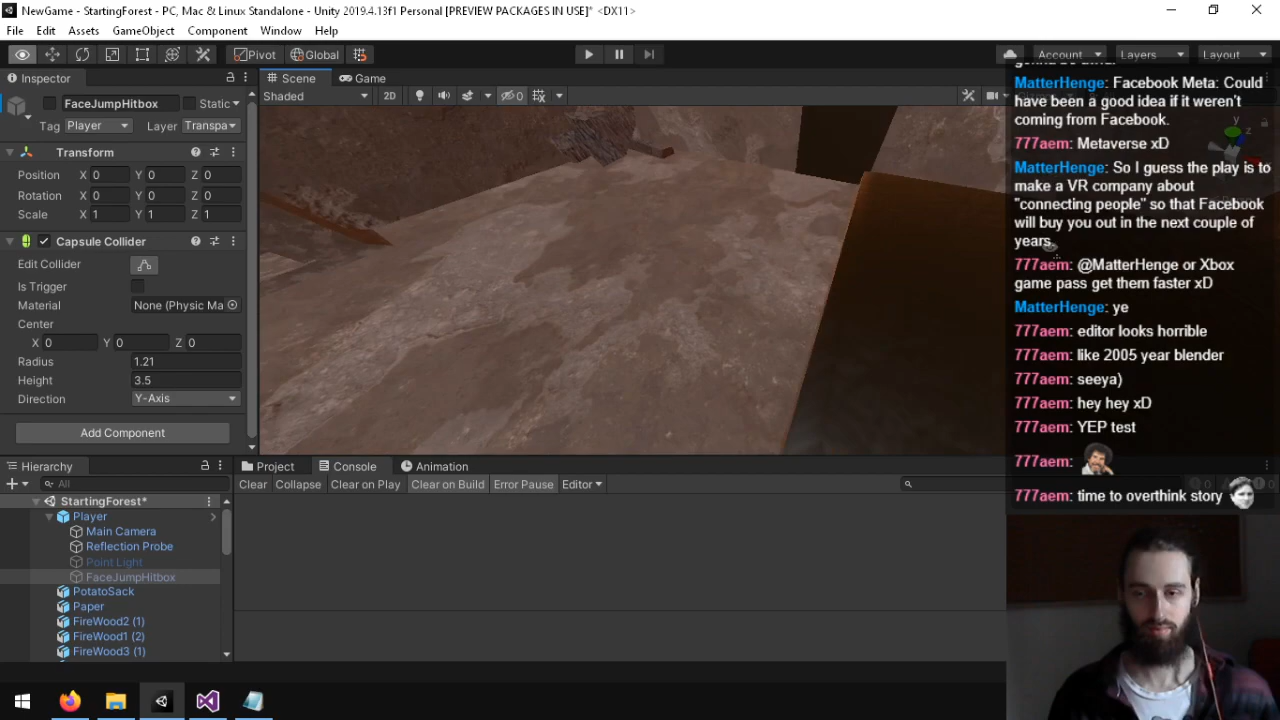 NewGame - StartingForest - PC, Mac & Linux Standalone - Unity 2019.4.13f1 Personal [PREVIEW PACKAGES IN USE]* <DX11>
File Edit Assets GameObject Component Window Help
Pivot Global Account Layers Layout
Inspector
FaceJumpHitbox Static
Tag Player Layer Transpa
Transform
Position X 0 Y 0 Z 0
Rotation X 0 Y 0 Z 0
Scale X 1 Y 1 Z 1
Capsule Collider
Edit Collider
Is Trigger
Material None (Physic Ma
Center
X 0 Y 0 Z 0
Radius 1.21
Height 3.5
Direction Y-Axis
Add Component
Scene Game
Shaded 2D 0
y
MatterHenge: Facebook Meta: Could
have been a good idea if it weren't
coming from Facebook.
777aem: Metaverse xD
MatterHenge: So I guess the play is to
make a VR company about
"connecting people" so that Facebook
will buy you out in the next couple of
years.
777aem: @MatterHenge or Xbox
game pass get them faster xD
MatterHenge: ye
777aem: editor looks horrible
777aem: like 2005 year blender
777aem: seeya)
777aem: hey hey xD
777aem: YEP test
777aem:
777aem: time to overthink story
Hierarchy
All
StartingForest*
Player
Main Camera
Reflection Probe
Point Light
FaceJumpHitbox
PotatoSack
Paper
FireWood2 (1)
FireWood1 (2)
FireWood3 (1)
Project Console Animation
Clear Collapse Clear on Play Clear on Build Error Pause Editor